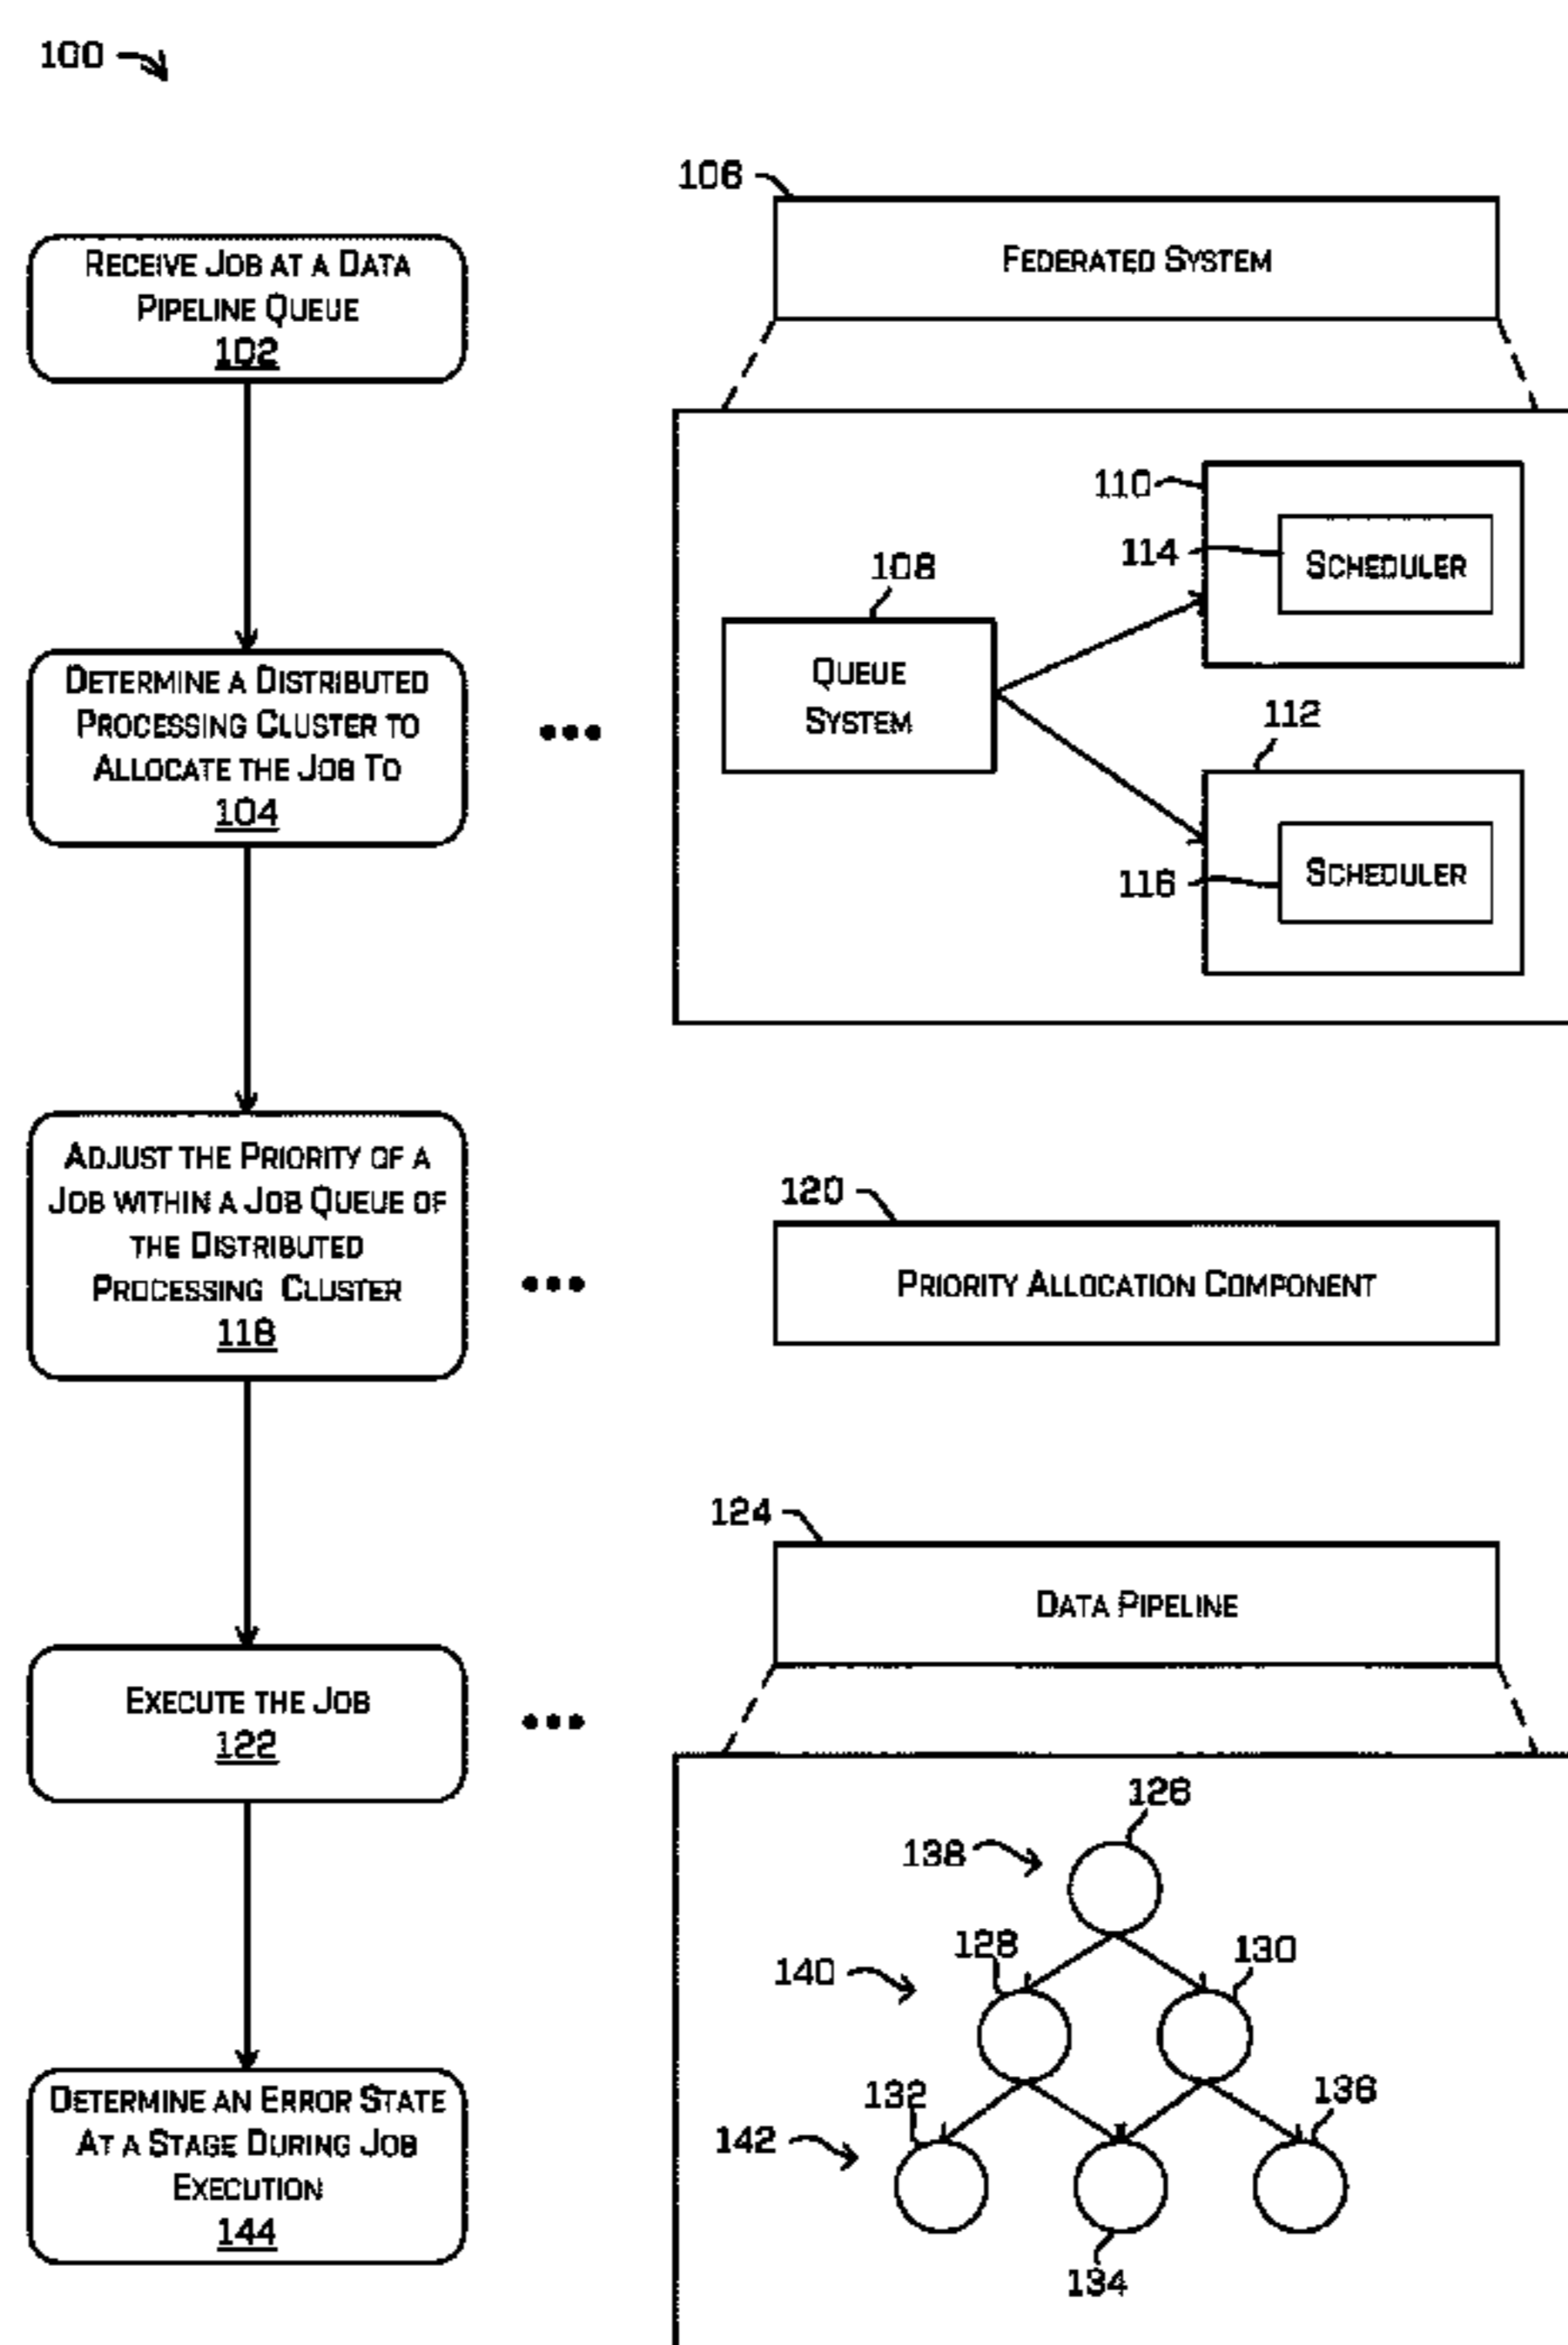 100
RECEIVE JOB AT A DATA
PIPELINE QUEUE
102
106
FEDERATED SYSTEM
DETERMINE A DISTRIBUTED
PROCESSING CLUSTER TO
ALLOCATE THE JOB TO
104
108
QUEUE
SYSTEM
110
114
SCHEDULER
112
116
SCHEDULER
ADJUST THE PRIORITY OF A
JOB WITHIN A JOB QUEUE OF
THE DISTRIBUTED
PROCESSING CLUSTER
118
120
PRIORITY ALLOCATION COMPONENT
EXECUTE THE JOB
122
124
DATA PIPELINE
126
138
128
130
140
132
136
142
134
DETERMINE AN ERROR STATE
AT A STAGE DURING JOB
EXECUTION
144